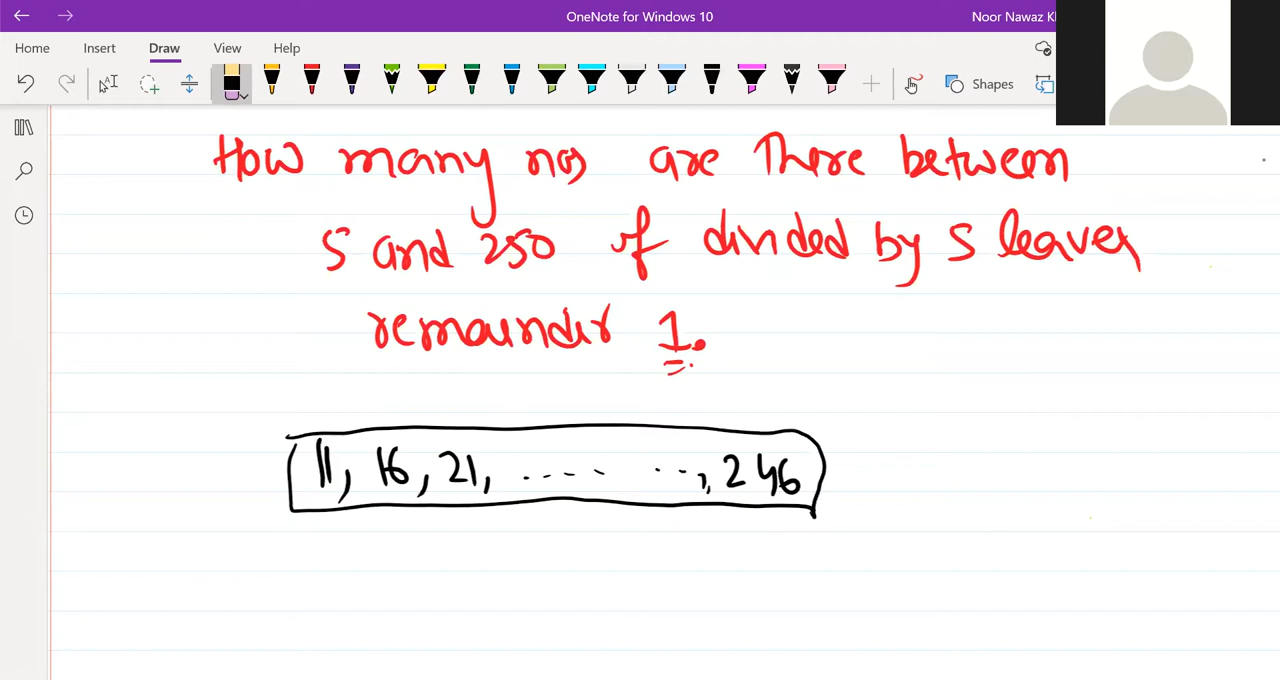 OneNote for Windows 10
Noor Nawaz Kh
Home Insert Draw View Help
Shapes
How many nos are there between
5 and 250 if divided by 5 leaves
remainder 1.
11, 16, 21, .... ..., 246